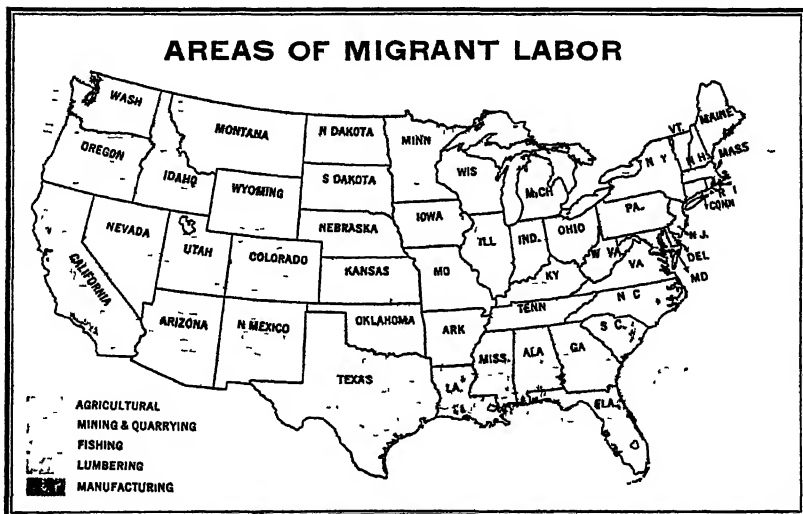 AREAS OF MIGRANT LABOR
WASH
MONTANA
N DAKOTA
MINN
VT.
MAINE
OREGON
IDAHO
WYOMING
S DAKOTA
WIS
MICH
N Y
N H.
MASS
R I
CONN
NEVADA
UTAH
COLORADO
NEBRASKA
IOWA
ILL
IND.
OHIO
PA.
N J.
DEL
MD
CALIFORNIA
KANSAS
MO
KY
W VA
VA
ARIZONA
N MEXICO
OKLAHOMA
ARK
TENN
N C
S C.
TEXAS
LA.
MISS.
ALA
GA
FLA.
AGRICULTURAL
MINING & QUARRYING
FISHING
LUMBERING
MANUFACTURING